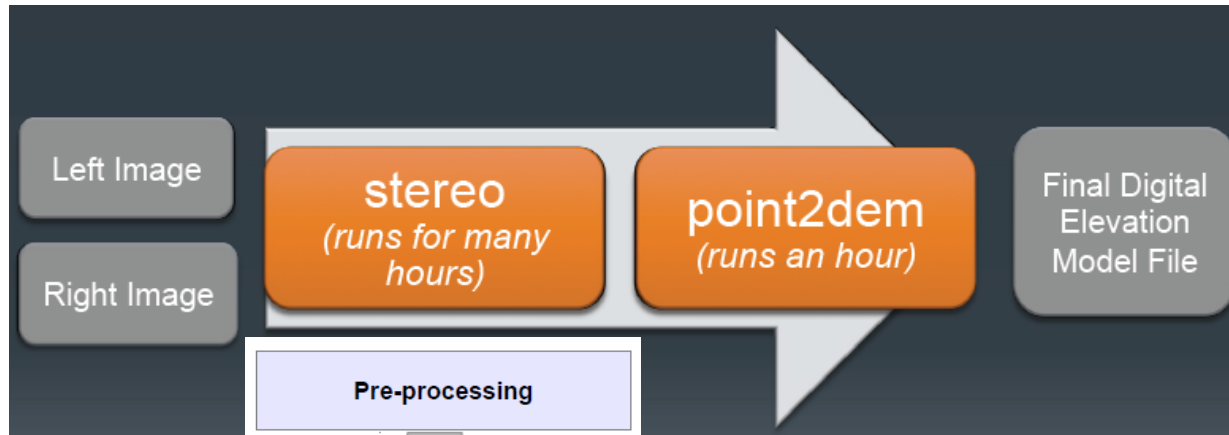 Left Image
Right Image
stereo
(runs for many
hours)
point2dem
(runs an hour)
Final Digital
Elevation
Model File
Pre-processing